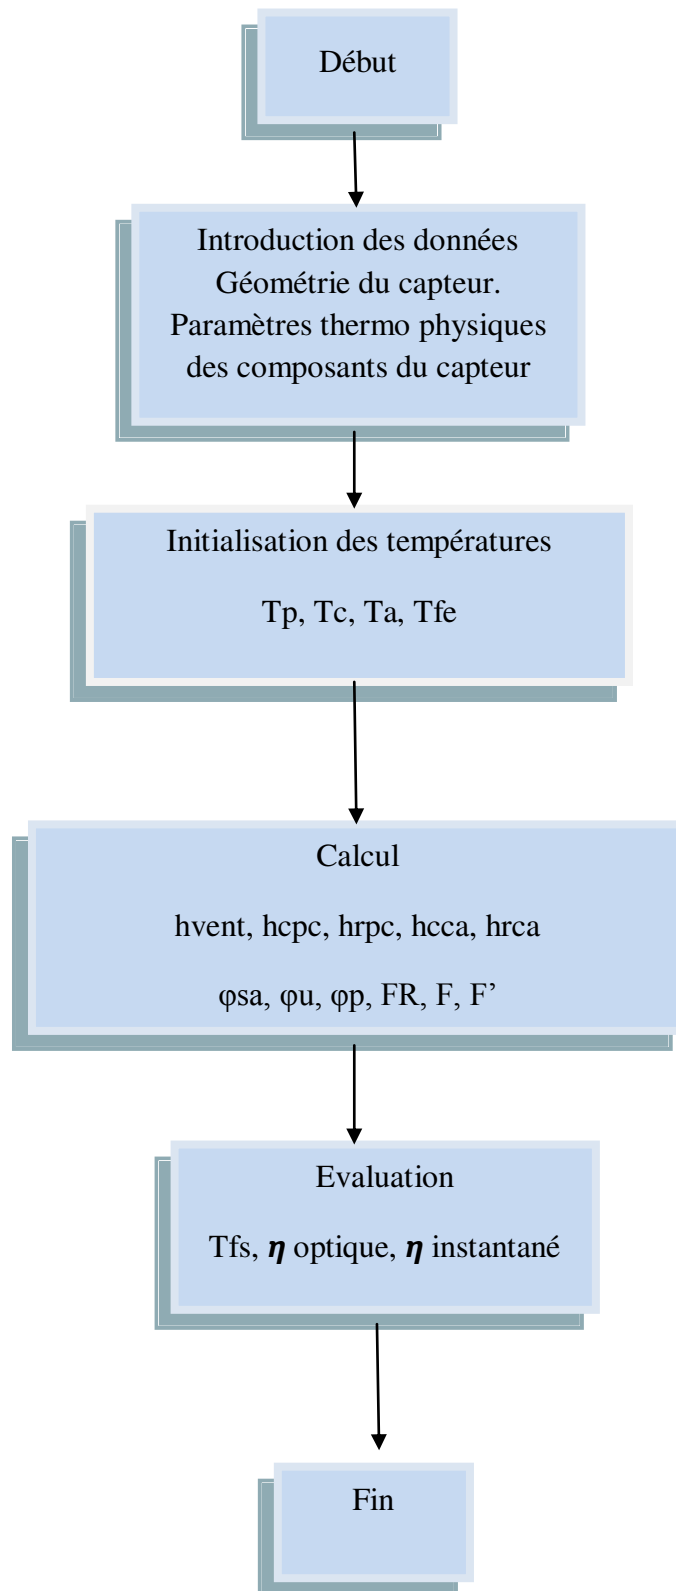 Début
Introduction des données
Géométrie du capteur.
Paramètres thermo physiques
des composants du capteur
Initialisation des températures
Tp, Tc, Ta, Tfe
Calcul
hvent, hcpc, hrpc, hcca, hrca
φsa, φu, φp, FR, F, F’
Evaluation
Tfs, η optique, η instantané
Fin